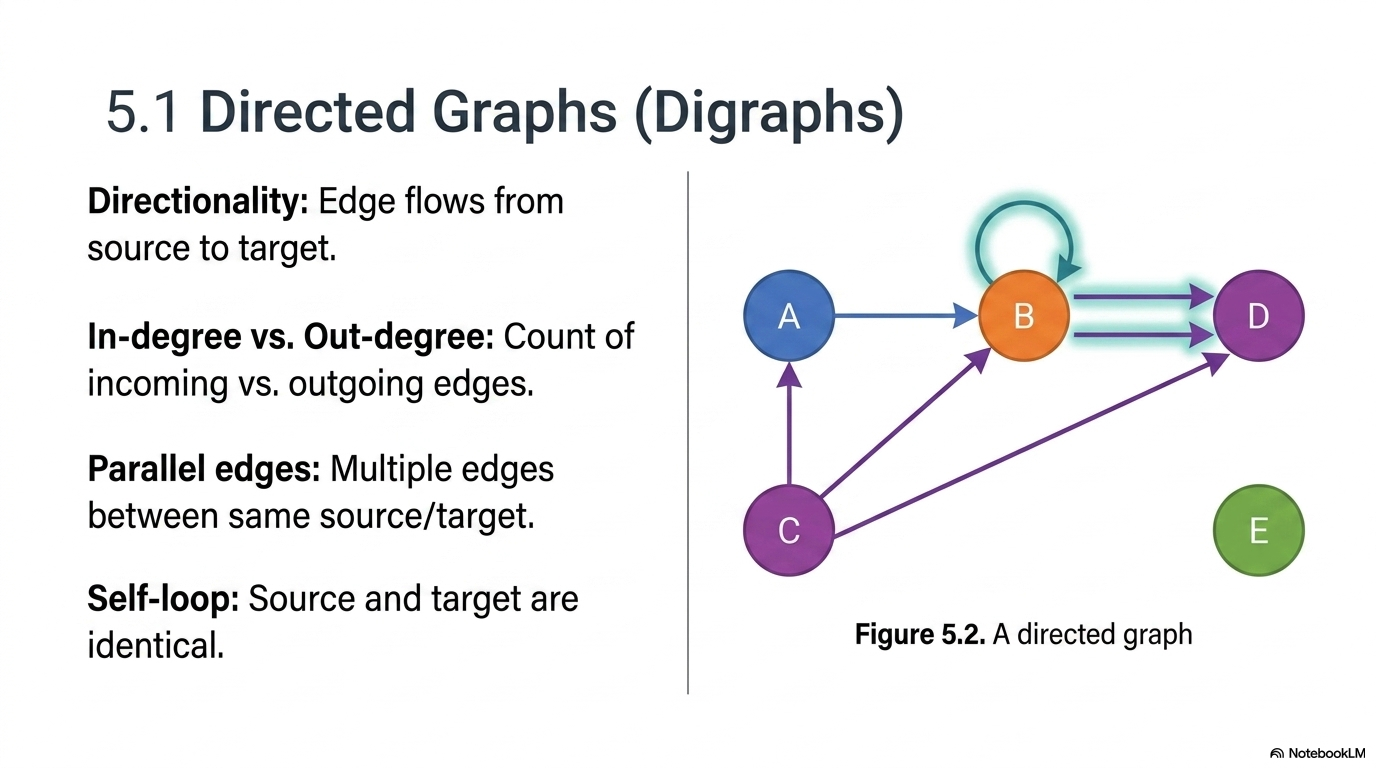 5.1 Directed Graphs (Digraphs)
Directionality: Edge flows from
source to target.
In-degree vs. Out-degree: Count of
incoming vs. outgoing edges.
Parallel edges: Multiple edges
between same source/target.
Self-loop: Source and target are
identical.
A
B
D
C
E
Figure 5.2. A directed graph
NotebookLM